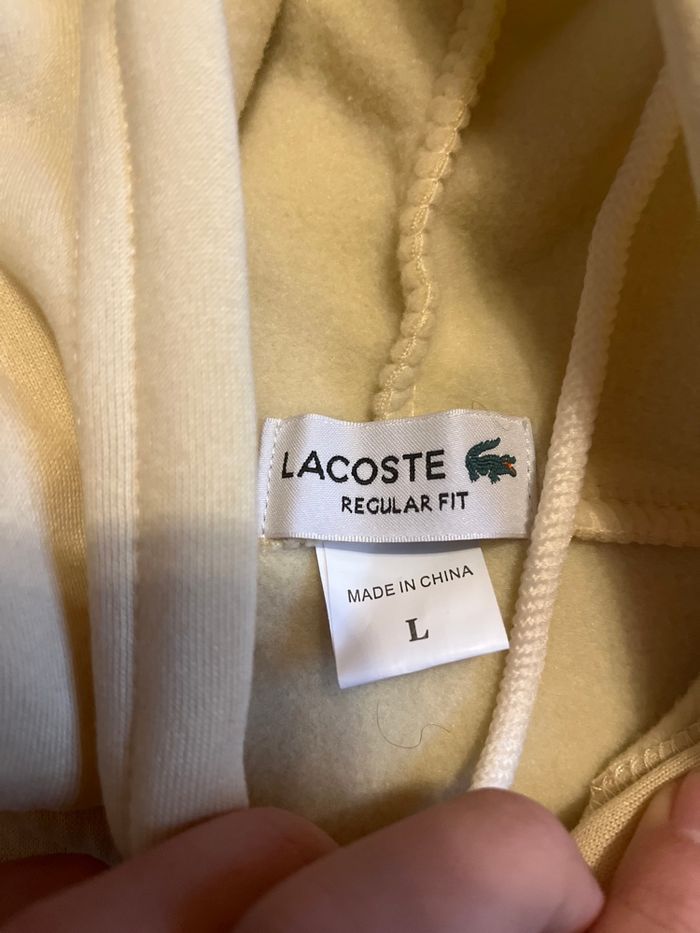 LACOSTE
REGULAR FIT
MADE IN CHINA
L